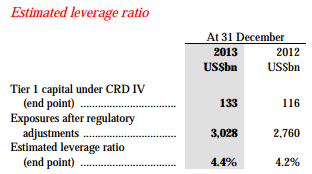 Estimated leverage ratio
At 31 December
2013 2012
US$bn US$bn
Tier 1 capital under CRD IV
(end point) ................................ 133 116
Exposures after regulatory
adjustments ............................... 3,028 2,760
Estimated leverage ratio
(end point) ................................ 4.4% 4.2%